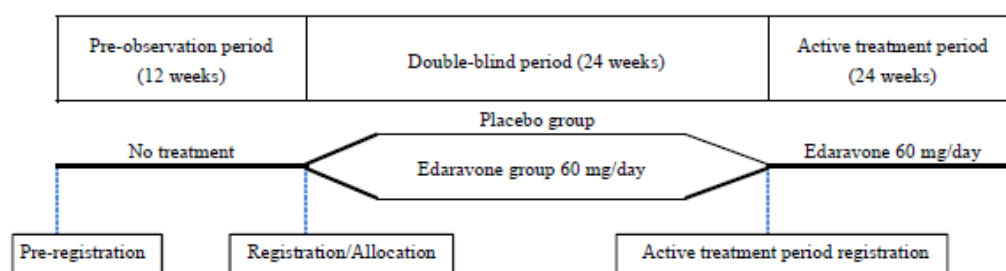 Pre-observation period
(12 weeks)
Double-blind period (24 weeks)
Active treatment period
(24 weeks)
Placebo group
No treatment
Edaravone group 60 mg/day
Edaravone 60 mg/day
Pre-registration
Registration/Allocation
Active treatment period registration